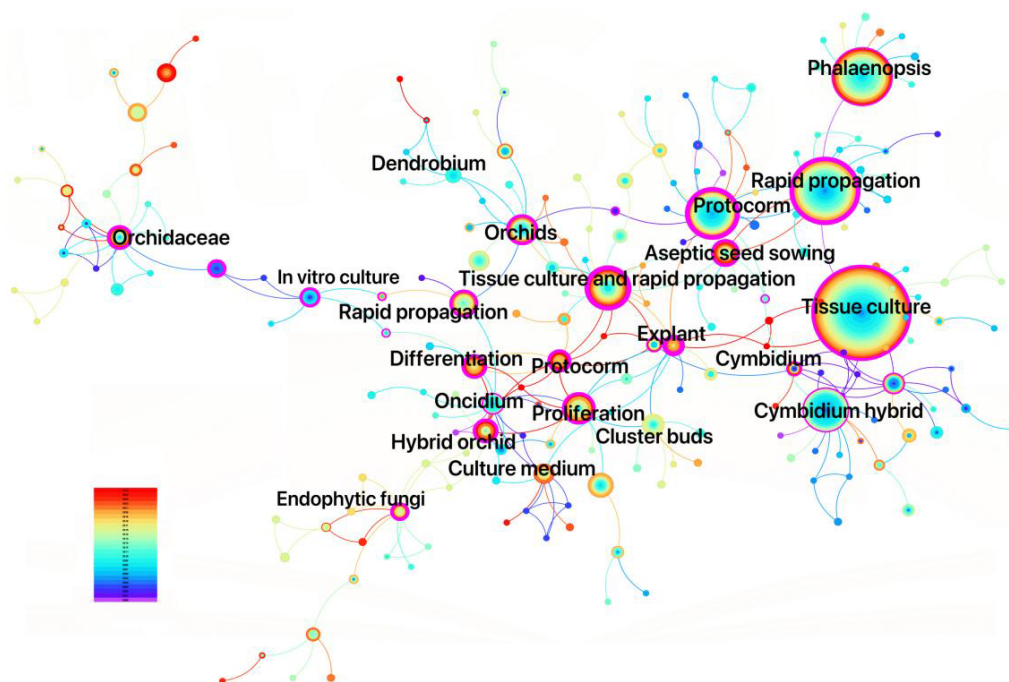 Phalaenopsis
Dendrobium
Rapid propagation
Protocorm
Orchidaceae
Orchids
Aseptic seed sowing
In vitro culture
Tissue culture and rapid propagation
Rapid propagation
Tissue culture
Explant
Differentiation
Protocorm
Cymbidium
Oncidium
Proliferation
Cymbidium hybrid
Hybrid orchid
Cluster buds
Culture medium
Endophytic fungi